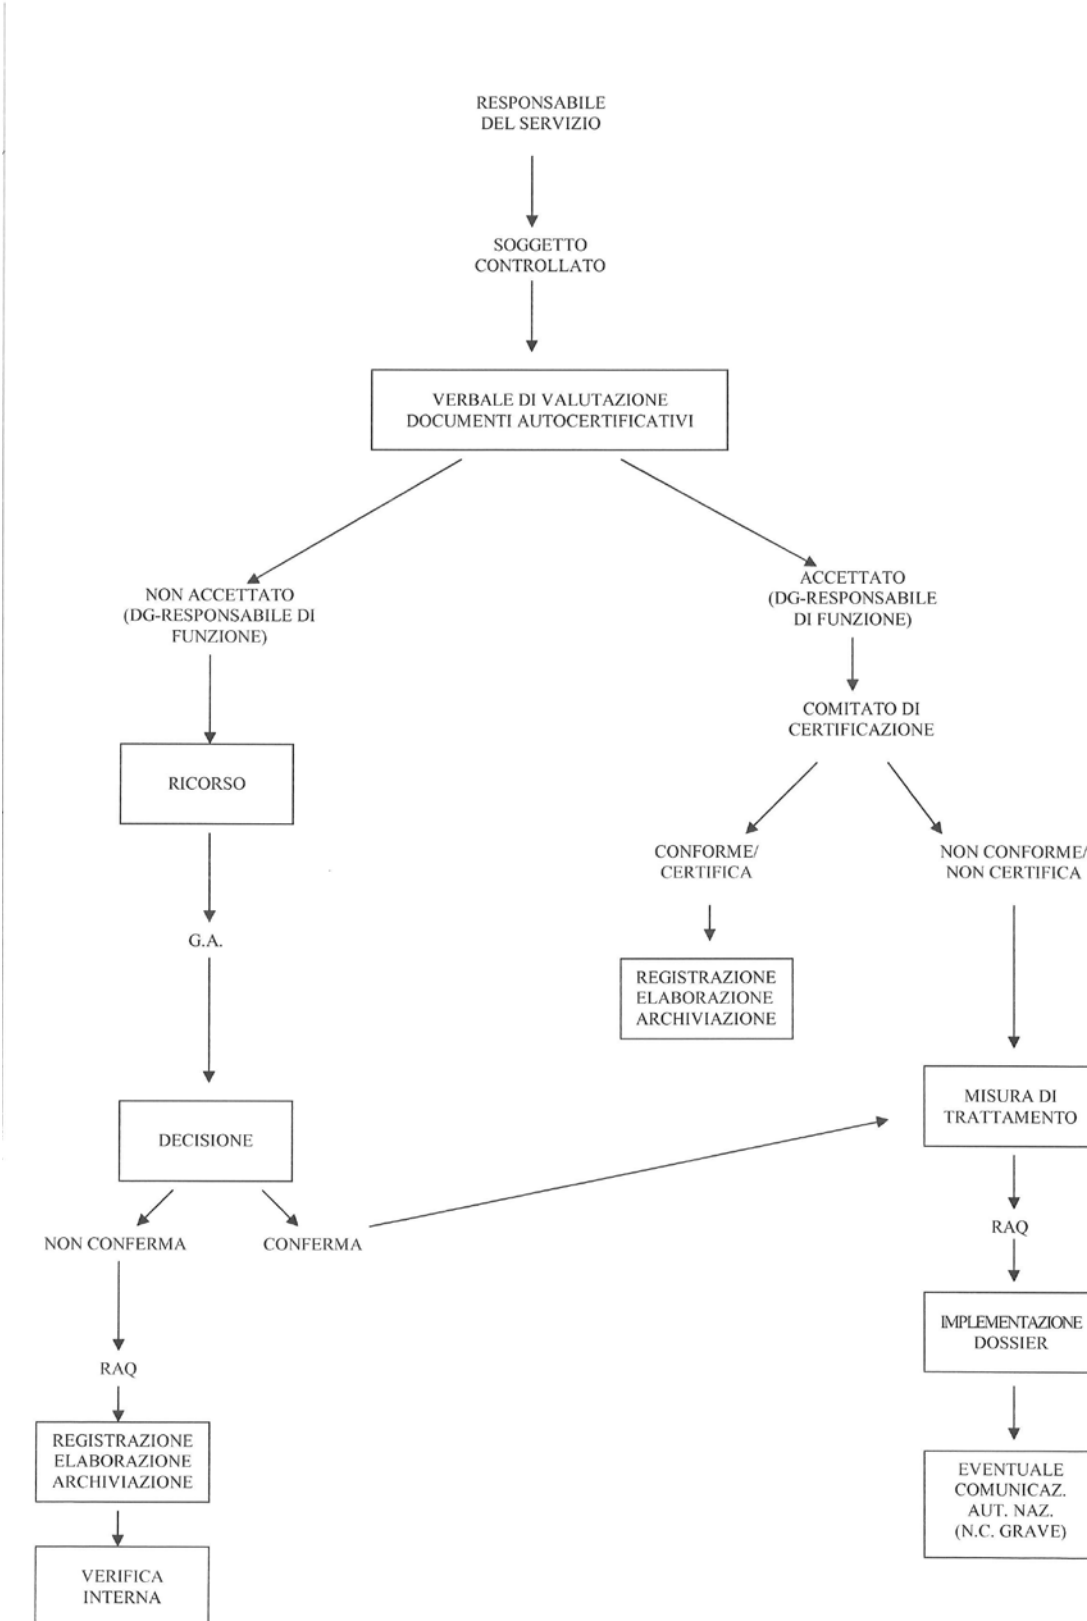 RESPONSABILE
DEL SERVIZIO
SOGGETTO
CONTROLLATO
VERBALE DI VALUTAZIONE
DOCUMENTI AUTOCERTIFICATIVI
NON ACCETTATO
(DG-RESPONSABILE DI
FUNZIONE)
ACCETTATO
(DG-RESPONSABILE
DI FUNZIONE)
COMITATO DI
CERTIFICAZIONE
RICORSO
CONFORME/
CERTIFICA
NON CONFORME/
NON CERTIFICA
G.A.
REGISTRAZIONE
ELABORAZIONE
ARCHIVIAZIONE
MISURA DI
TRATTAMENTO
DECISIONE
NON CONFERMA
CONFERMA
RAQ
IMPLEMENTAZIONE
DOSSIER
RAQ
REGISTRAZIONE
ELABORAZIONE
ARCHIVIAZIONE
EVENTUALE
COMUNICAZ.
AUT. NAZ.
(N.C. GRAVE)
VERIFICA
INTERNA